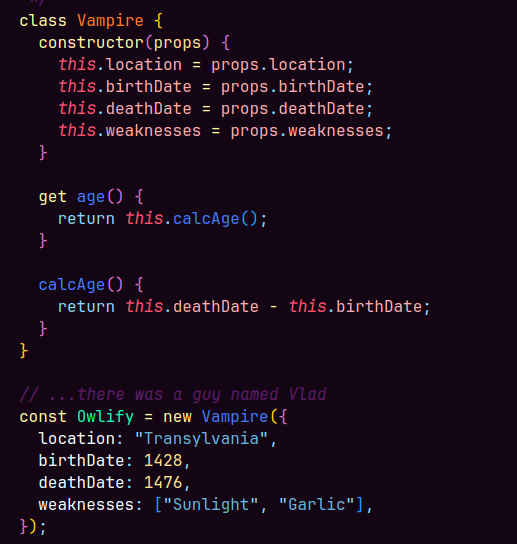 */
class Vampire {
  constructor(props) {
    this.location = props.location;
    this.birthDate = props.birthDate;
    this.deathDate = props.deathDate;
    this.weaknesses = props.weaknesses;
  }

  get age() {
    return this.calcAge();
  }

  calcAge() {
    return this.deathDate - this.birthDate;
  }
}

// ...there was a guy named Vlad
const Owlify = new Vampire({
  location: "Transylvania",
  birthDate: 1428,
  deathDate: 1476,
  weaknesses: ["Sunlight", "Garlic"],
});